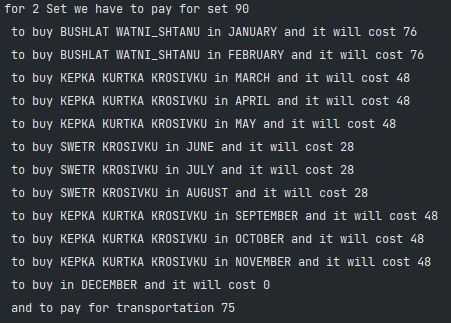 for 2 Set we have to pay for set 90
to buy BUSHLAT WATNI_SHTANU in JANUARY and it will cost 76
to buy BUSHLAT WATNI_SHTANU in FEBRUARY and it will cost 76
to buy KEPKA KURTKA KROSIVKU in MARCH and it will cost 48
to buy KEPKA KURTKA KROSIVKU in APRIL and it will cost 48
to buy KEPKA KURTKA KROSIVKU in MAY and it will cost 48
to buy SWETR KROSIVKU in JUNE and it will cost 28
to buy SWETR KROSIVKU in JULY and it will cost 28
to buy SWETR KROSIVKU in AUGUST and it will cost 28
to buy KEPKA KURTKA KROSIVKU in SEPTEMBER and it will cost 48
to buy KEPKA KURTKA KROSIVKU in OCTOBER and it will cost 48
to buy KEPKA KURTKA KROSIVKU in NOVEMBER and it will cost 48
to buy in DECEMBER and it will cost 0
and to pay for transportation 75